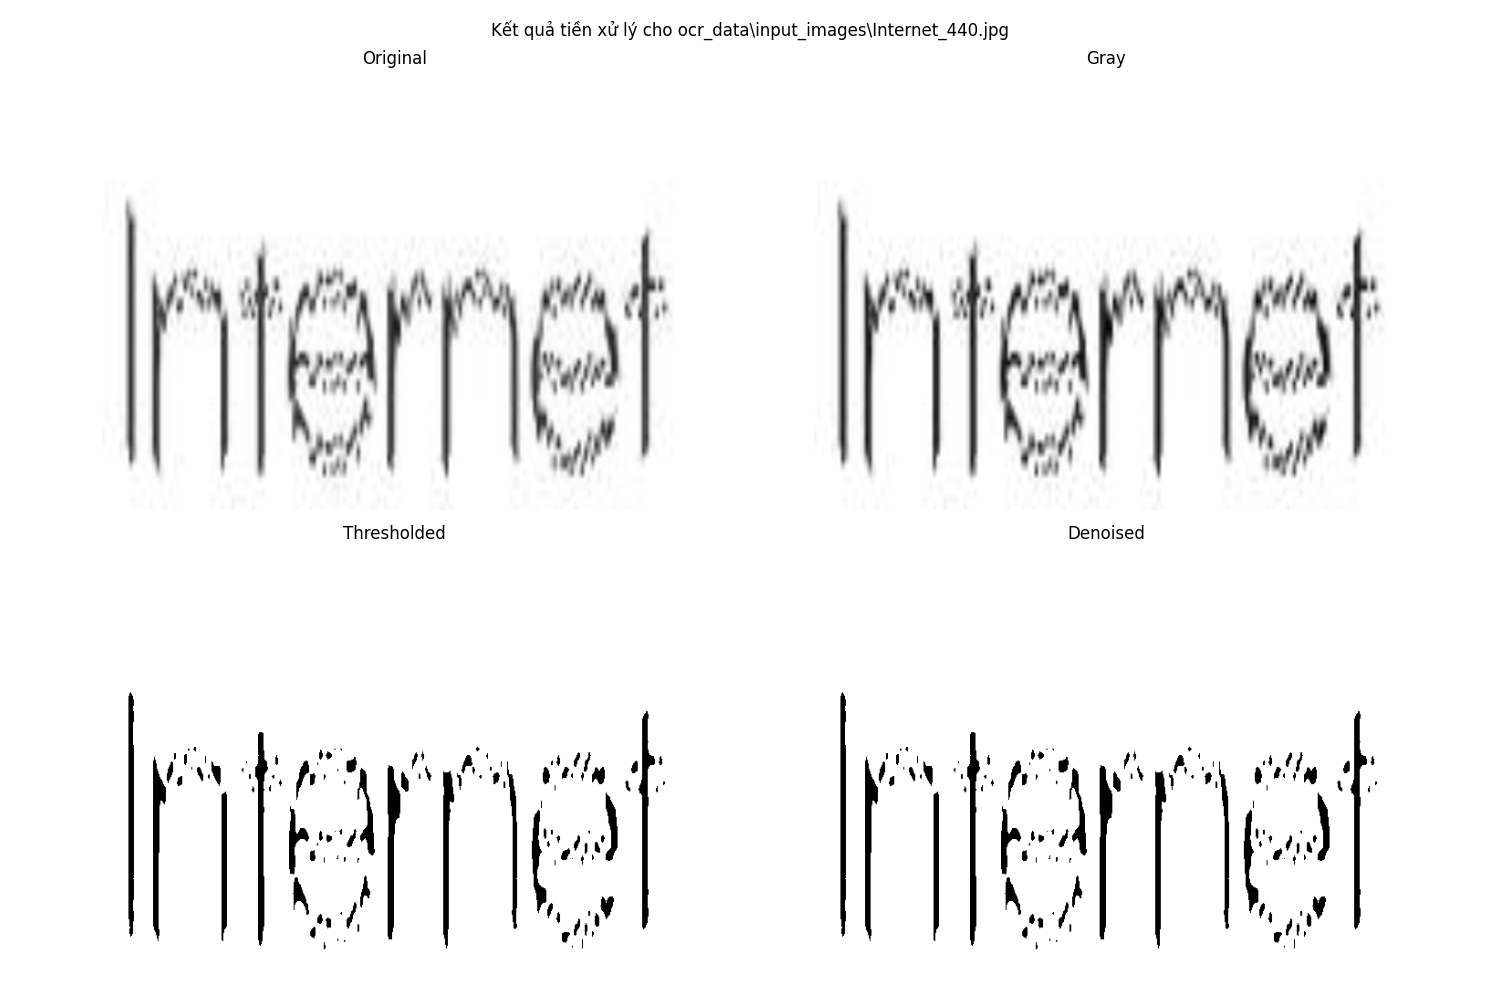 Kết quả tiền xử lý cho ocr_data\input_images\Internet_440.jpg
Original
Gray
Internet
Internet
Thresholded
Denoised
Internet
Internet